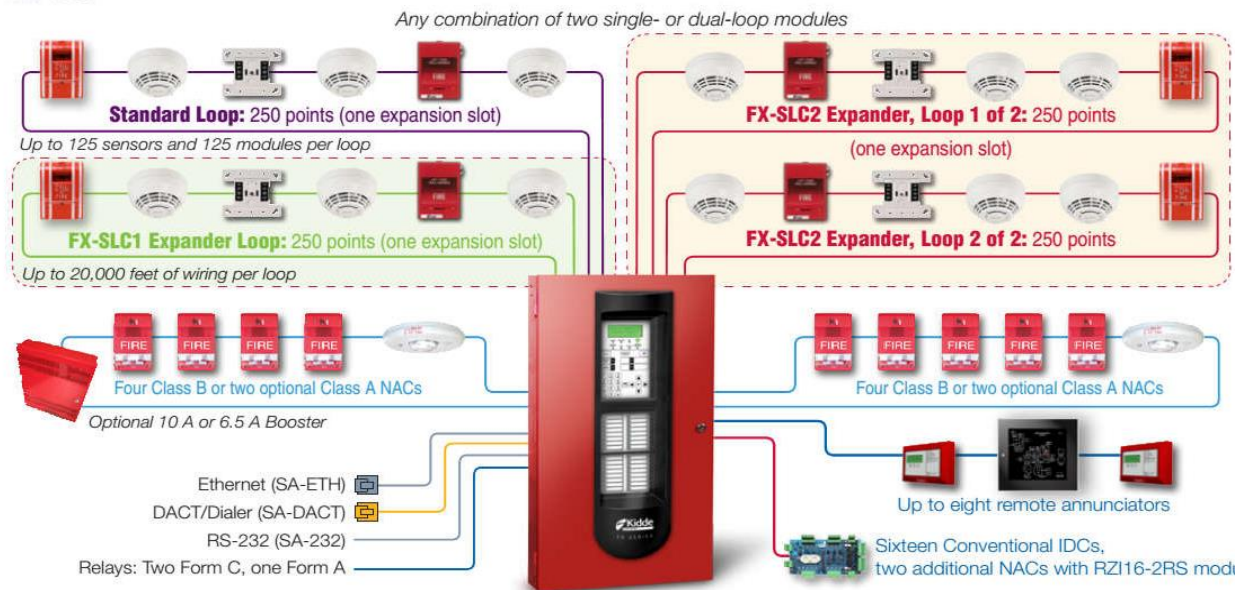 Any combination of two single- or dual-loop modules
Standard Loop: 250 points (one expansion slot)
Up to 125 sensors and 125 modules per loop
FX-SLC1 Expander Loop: 250 points (one expansion slot)
Up to 20,000 feet of wiring per loop
FX-SLC2 Expander, Loop 1 of 2: 250 points
(one expansion slot)
FX-SLC2 Expander, Loop 2 of 2: 250 points
FIRE
FIRE
FIRE
FIRE
Four Class B or two optional Class A NACs
Optional 10 A or 6.5 A Booster
FIRE
FIRE
FIRE
FIRE
FIRE
Four Class B or two optional Class A NACs
Ethernet (SA-ETH)
DACT/Dialer (SA-DACT)
RS-232 (SA-232)
Relays: Two Form C, one Form A
Kidde
Up to eight remote annunciators
Sixteen Conventional IDCs,
two additional NACs with RZI16-2RS modu